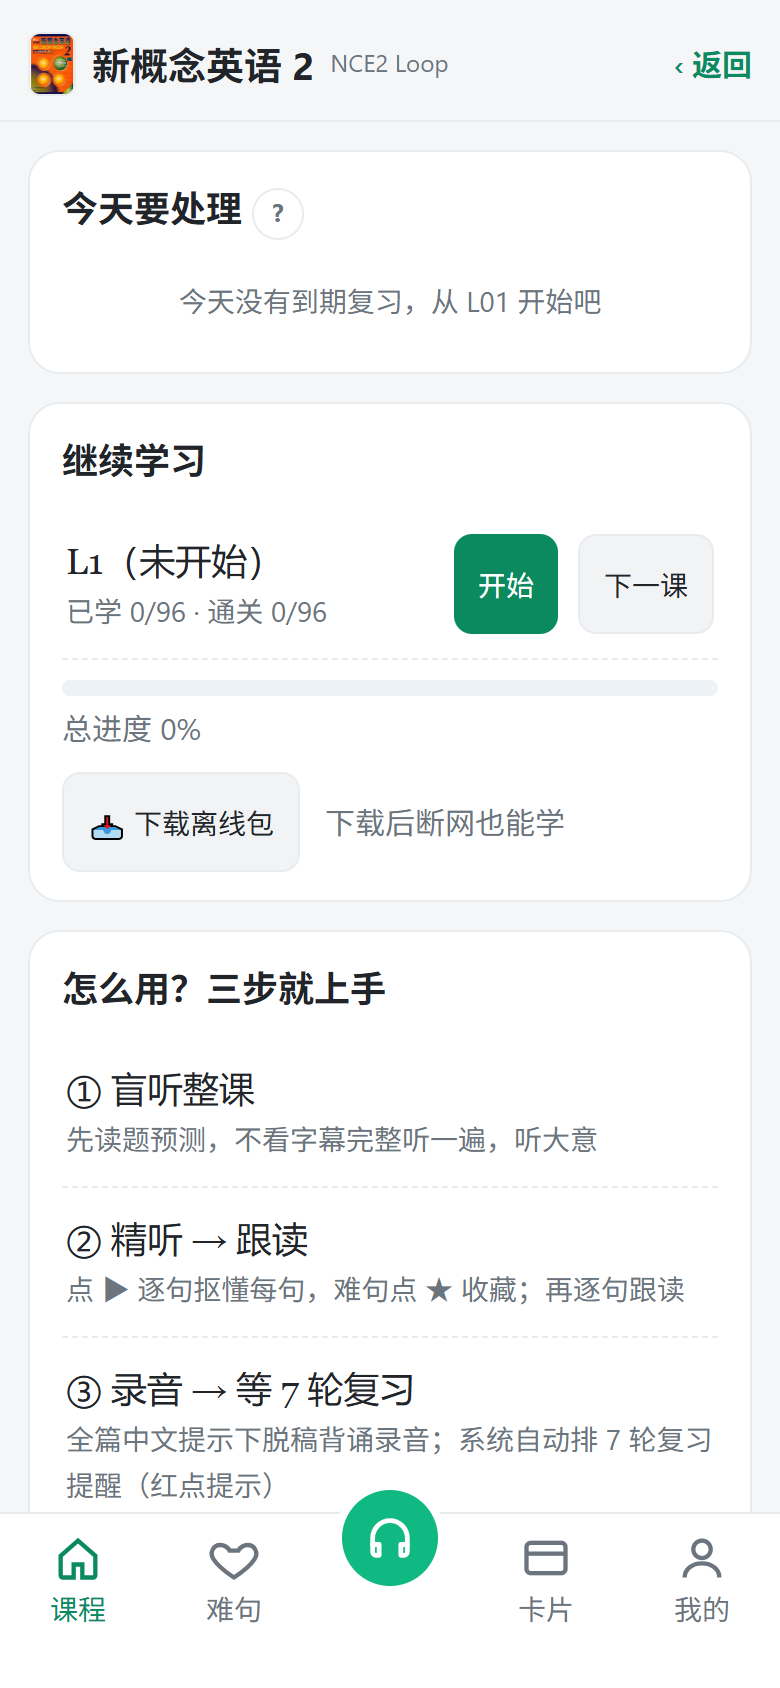 新概念英语 2 NCE2 Loop ‹ 返回
今天要处理 ?
今天没有到期复习，从 L01 开始吧
继续学习
L1（未开始）
已学 0/96 · 通关 0/96
开始 下一课
总进度 0%
下载离线包 下载后断网也能学
怎么用？三步就上手
① 盲听整课
先读题预测，不看字幕完整听一遍，听大意
② 精听 → 跟读
点 ▶ 逐句抠懂每句，难句点 ★ 收藏；再逐句跟读
③ 录音 → 等 7 轮复习
全篇中文提示下脱稿背诵录音；系统自动排 7 轮复习
提醒（红点提示）
课程 难句 卡片 我的